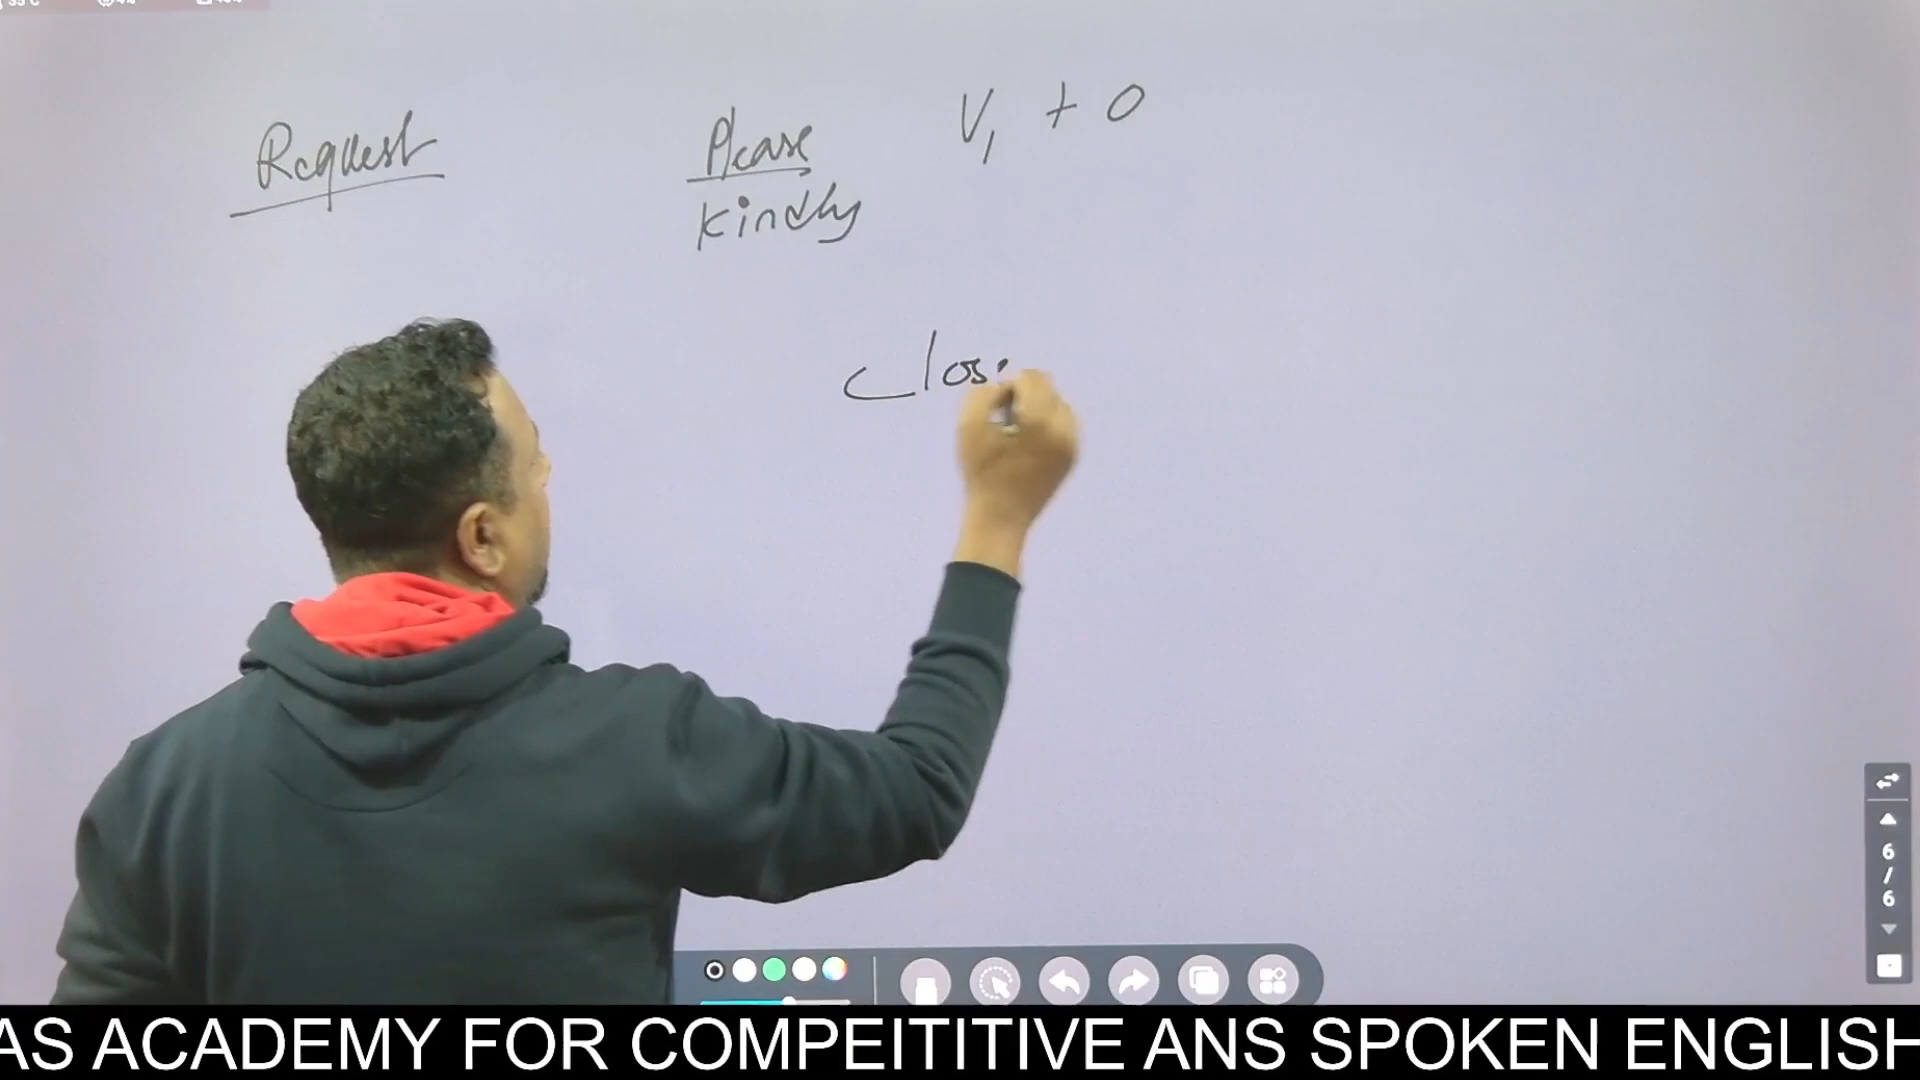 Request
Please V1 + O
Kindly
Clos
6
/
6
AS ACADEMY FOR COMPEITITIVE ANS SPOKEN ENGLISH